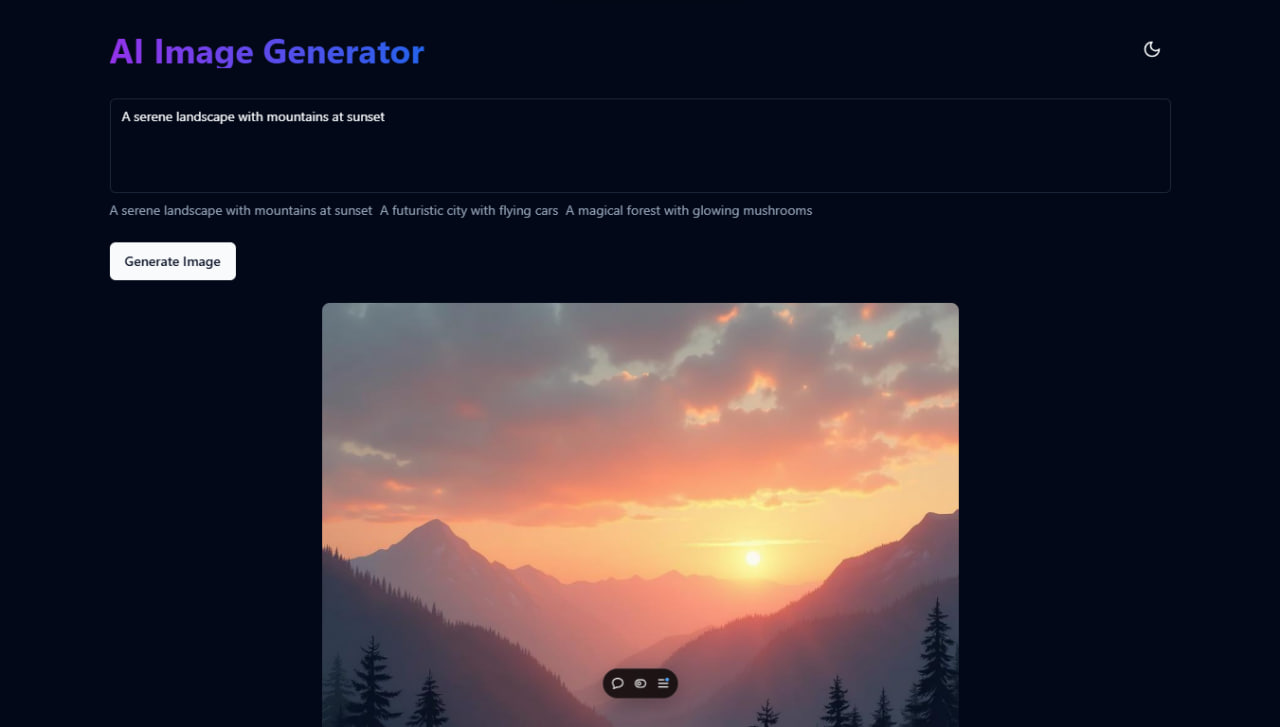 AI Image Generator
A serene landscape with mountains at sunset
A serene landscape with mountains at sunset A futuristic city with flying cars A magical forest with glowing mushrooms
Generate Image